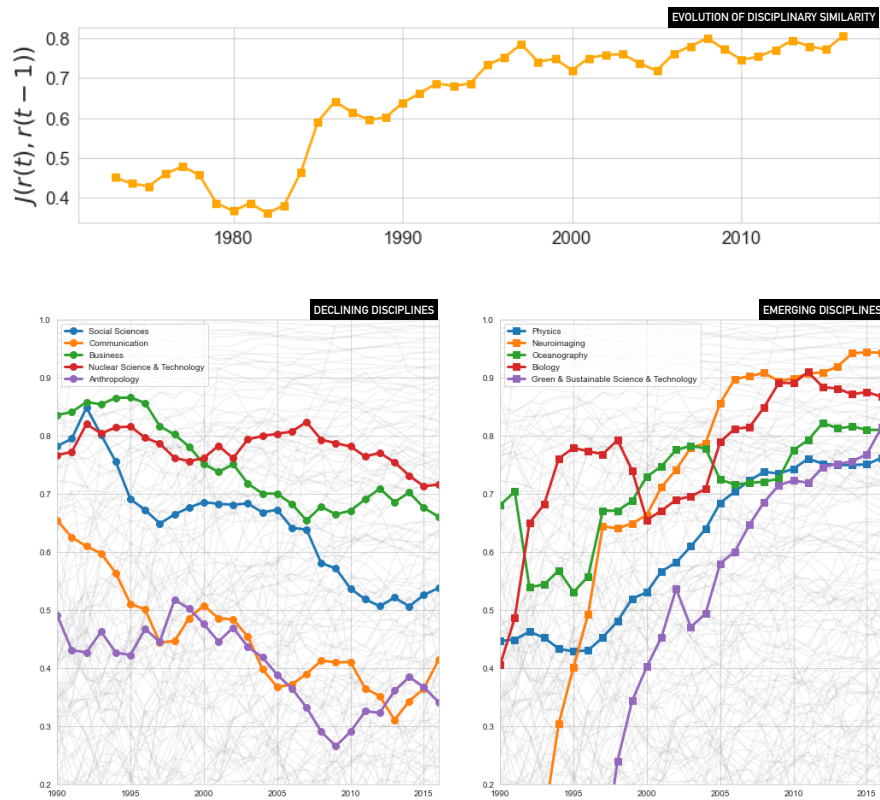 EVOLUTION OF DISCIPLINARY SIMILARITY
J(r(t), r(t − 1))
0.8
0.7
0.6
0.5
0.4
1980 1990 2000 2010
DECLINING DISCIPLINES
1.0
0.9
0.8
0.7
0.6
0.5
0.4
0.3
0.2
Social Sciences
Communication
Business
Nuclear Science & Technology
Anthropology
1990 1995 2000 2005 2010 2015
EMERGING DISCIPLINES
1.0
0.9
0.8
0.7
0.6
0.5
0.4
0.3
0.2
Physics
Neuroimaging
Oceanography
Biology
Green & Sustainable Science & Technology
1990 1995 2000 2005 2010 2015